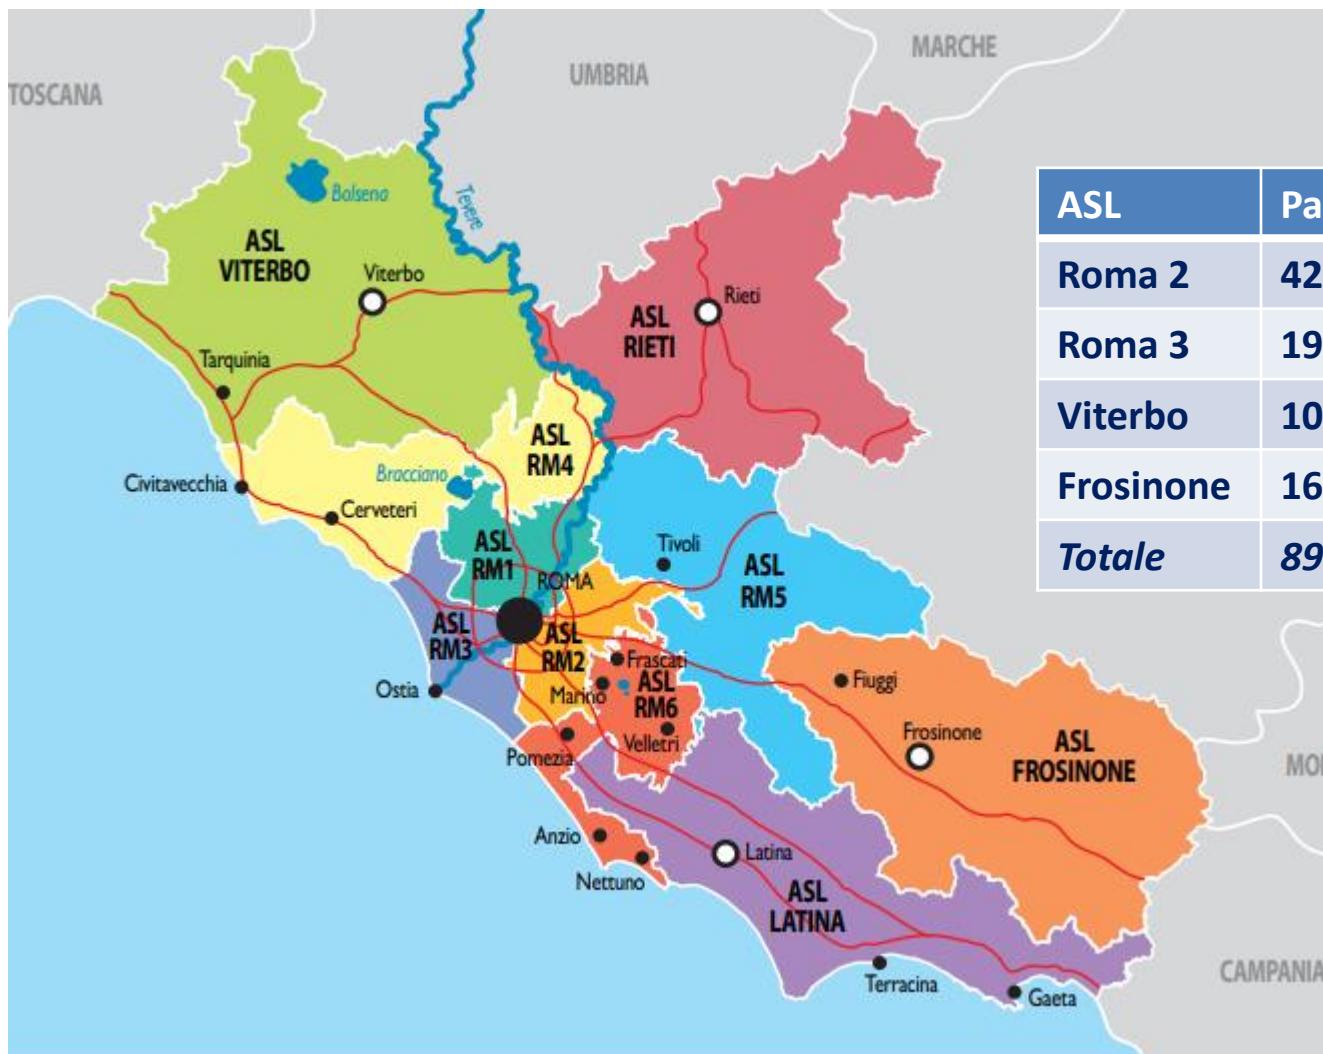 MARCHE
UMBRIA
TOSCANA
Tevere
Bolsena
ASL
VITERBO
Viterbo
Rieti
ASL
RIETI
Tarquinia
ASL
RM4
Bracciano
Civitavecchia
Cerveteri
ASL
RM1
ROMA
Tivoli
ASL
RM5
ASL
RM3
ASL
RM2
Frascati
Ostia
Marino
ASL
RM6
Fiuggi
Velletri
Frosinone
ASL
FROSINONE
Pomezia
Anzio
Nettuno
Latina
ASL
LATINA
Terracina
Gaeta
CAMPANIA
MO
ASL Pa
Roma 2 42
Roma 3 19
Viterbo 10
Frosinone 16
Totale 89